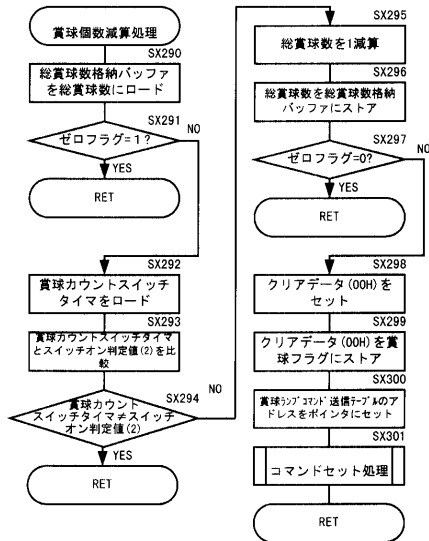 賞球個数減算処理
SX290
総賞球数格納バッファ
を総賞球数にロード
SX291
ゼロフラグ=1?
NO
YES
RET
SX292
賞球カウントスイッチ
タイマをロード
SX293
賞球カウントスイッチタイマ
とスイッチオン判定値(2)を比
較
SX294
賞球カウント
スイッチタイマ≠スイッチ
オン判定値(2)
NO
YES
RET
SX295
総賞球数を1減算
SX296
総賞球数を総賞球数格納
バッファにストア
SX297
ゼロフラグ=0?
NO
YES
RET
SX298
クリアデータ(00H)を
セット
SX299
クリアデータ(00H)を賞
球フラグにストア
SX300
賞球ランプコマンド送信テーブルのア
ドレスをポインタにセット
SX301
コマンドセット処理
RET